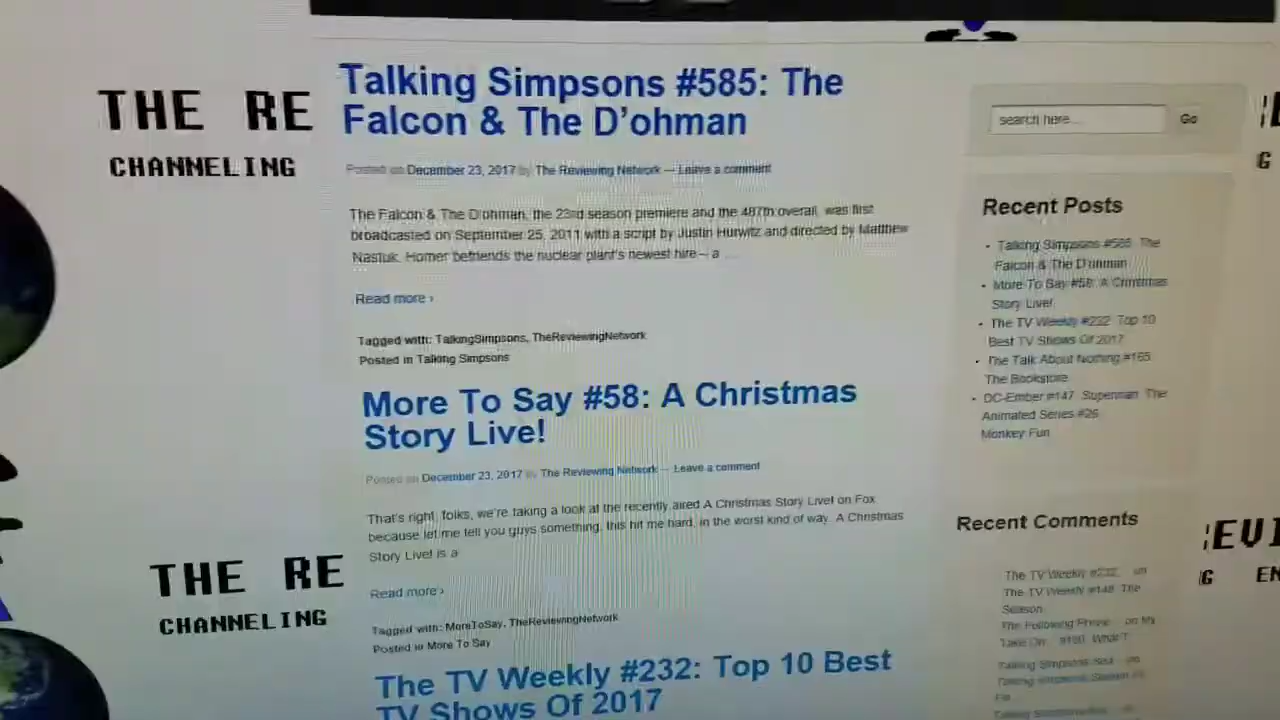 THE RE
CHANNELING
Talking Simpsons #585: The
Falcon & The D'ohman
Posted on December 23, 2017 by The Reviewing Network — Leave a comment
The Falcon & The D'ohman, the 23rd season premiere and the 487th overall, was first
broadcasted on September 25, 2011 with a script by Justin Hurwitz and directed by Matthew
Nastuk. Homer befriends the nuclear plant's newest hire – a ...
Read more ›
Tagged with: TalkingSimpsons, TheReviewingNetwork
Posted in Talking Simpsons
More To Say #58: A Christmas
Story Live!
Posted on December 23, 2017 by The Reviewing Network — Leave a comment
That's right, folks, we're taking a look at the recently aired A Christmas Story Live! on Fox
because let me tell you guys something, this hit me hard, in the worst kind of way. A Christmas
Story Live! is a
Read more ›
Tagged with: MoreToSay, TheReviewingNetwork
Posted in More To Say
The TV Weekly #232: Top 10 Best
TV Shows Of 2017
THE RE
CHANNELING
search here...
Go
Recent Posts
Talking Simpsons #585: The
Falcon & The D'ohman
More To Say #58: A Christmas
Story Live!
The TV Weekly #232: Top 10
Best TV Shows Of 2017
The Talk About Nothing #165:
The Bookstore
DC-Ember #147: Superman: The
Animated Series #26:
Monkey Fun
Recent Comments
The TV Weekly #232: on
The TV Weekly #148: The
Season
The Following Phrase on My
Take On
Talking Simpsons on
EVI
G EN
G